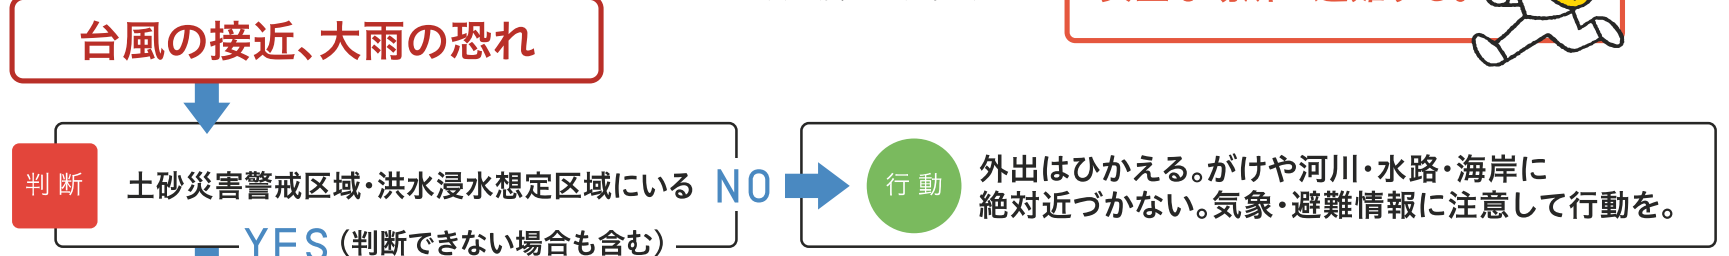 台風の接近、大雨の恐れ
判断
土砂災害警戒区域・洪水浸水想定区域にいる
NO
行動
外出はひかえる。がけや河川・水路・海岸に
絶対近づかない。気象・避難情報に注意して行動を。
YES（判断できない場合も含む）